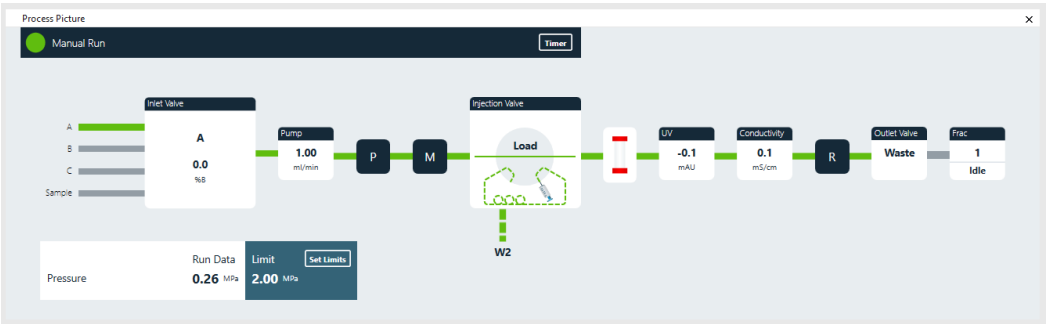 Process Picture
×
Manual Run
Timer
Inlet Valve
A
B
C
Sample
A
0.0
%B
Pump
1.00
ml/min
P
M
Injection Valve
Load
W2
UV
-0.1
mAU
Conductivity
0.1
mS/cm
R
Outlet Valve
Waste
Frac
1
Idle
Run Data
Limit
Set Limits
Pressure
0.26 MPa
2.00 MPa